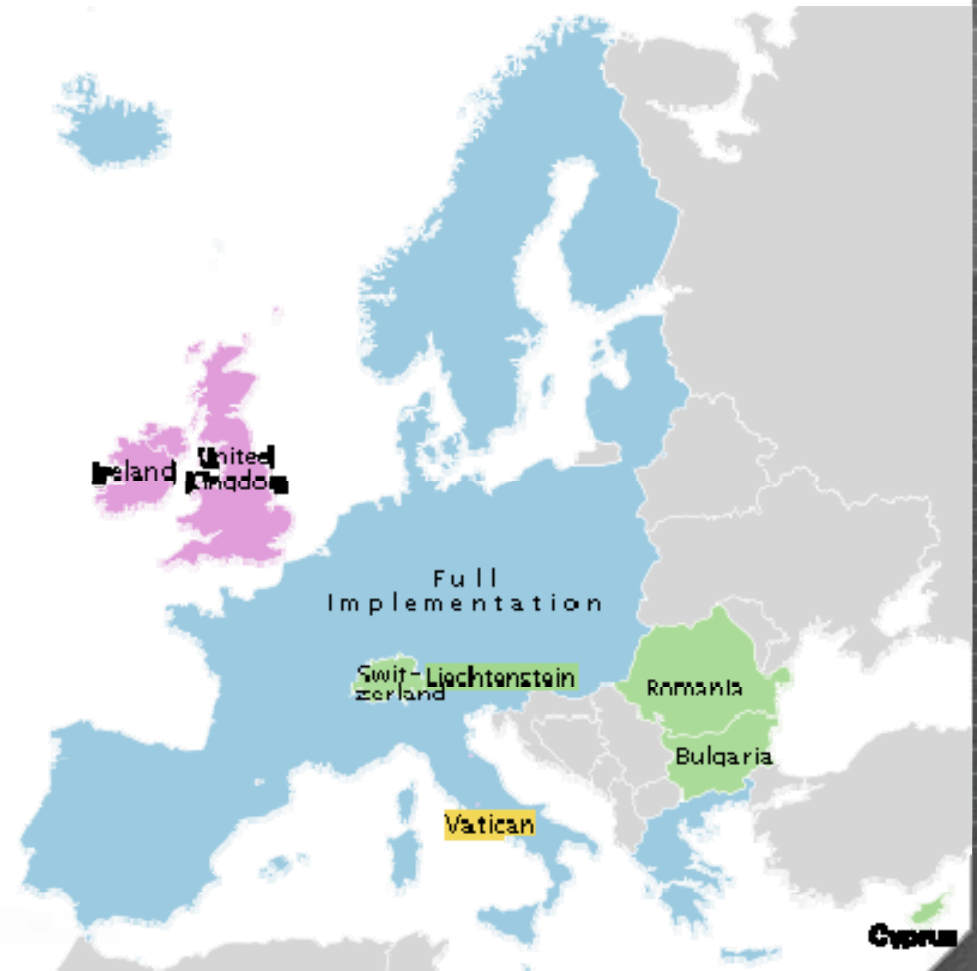 Ireland
United
Kingdom
Full
Implementation
Swit-
zerland
Liechtenstein
Romania
Bulgaria
Vatican
Cyprus